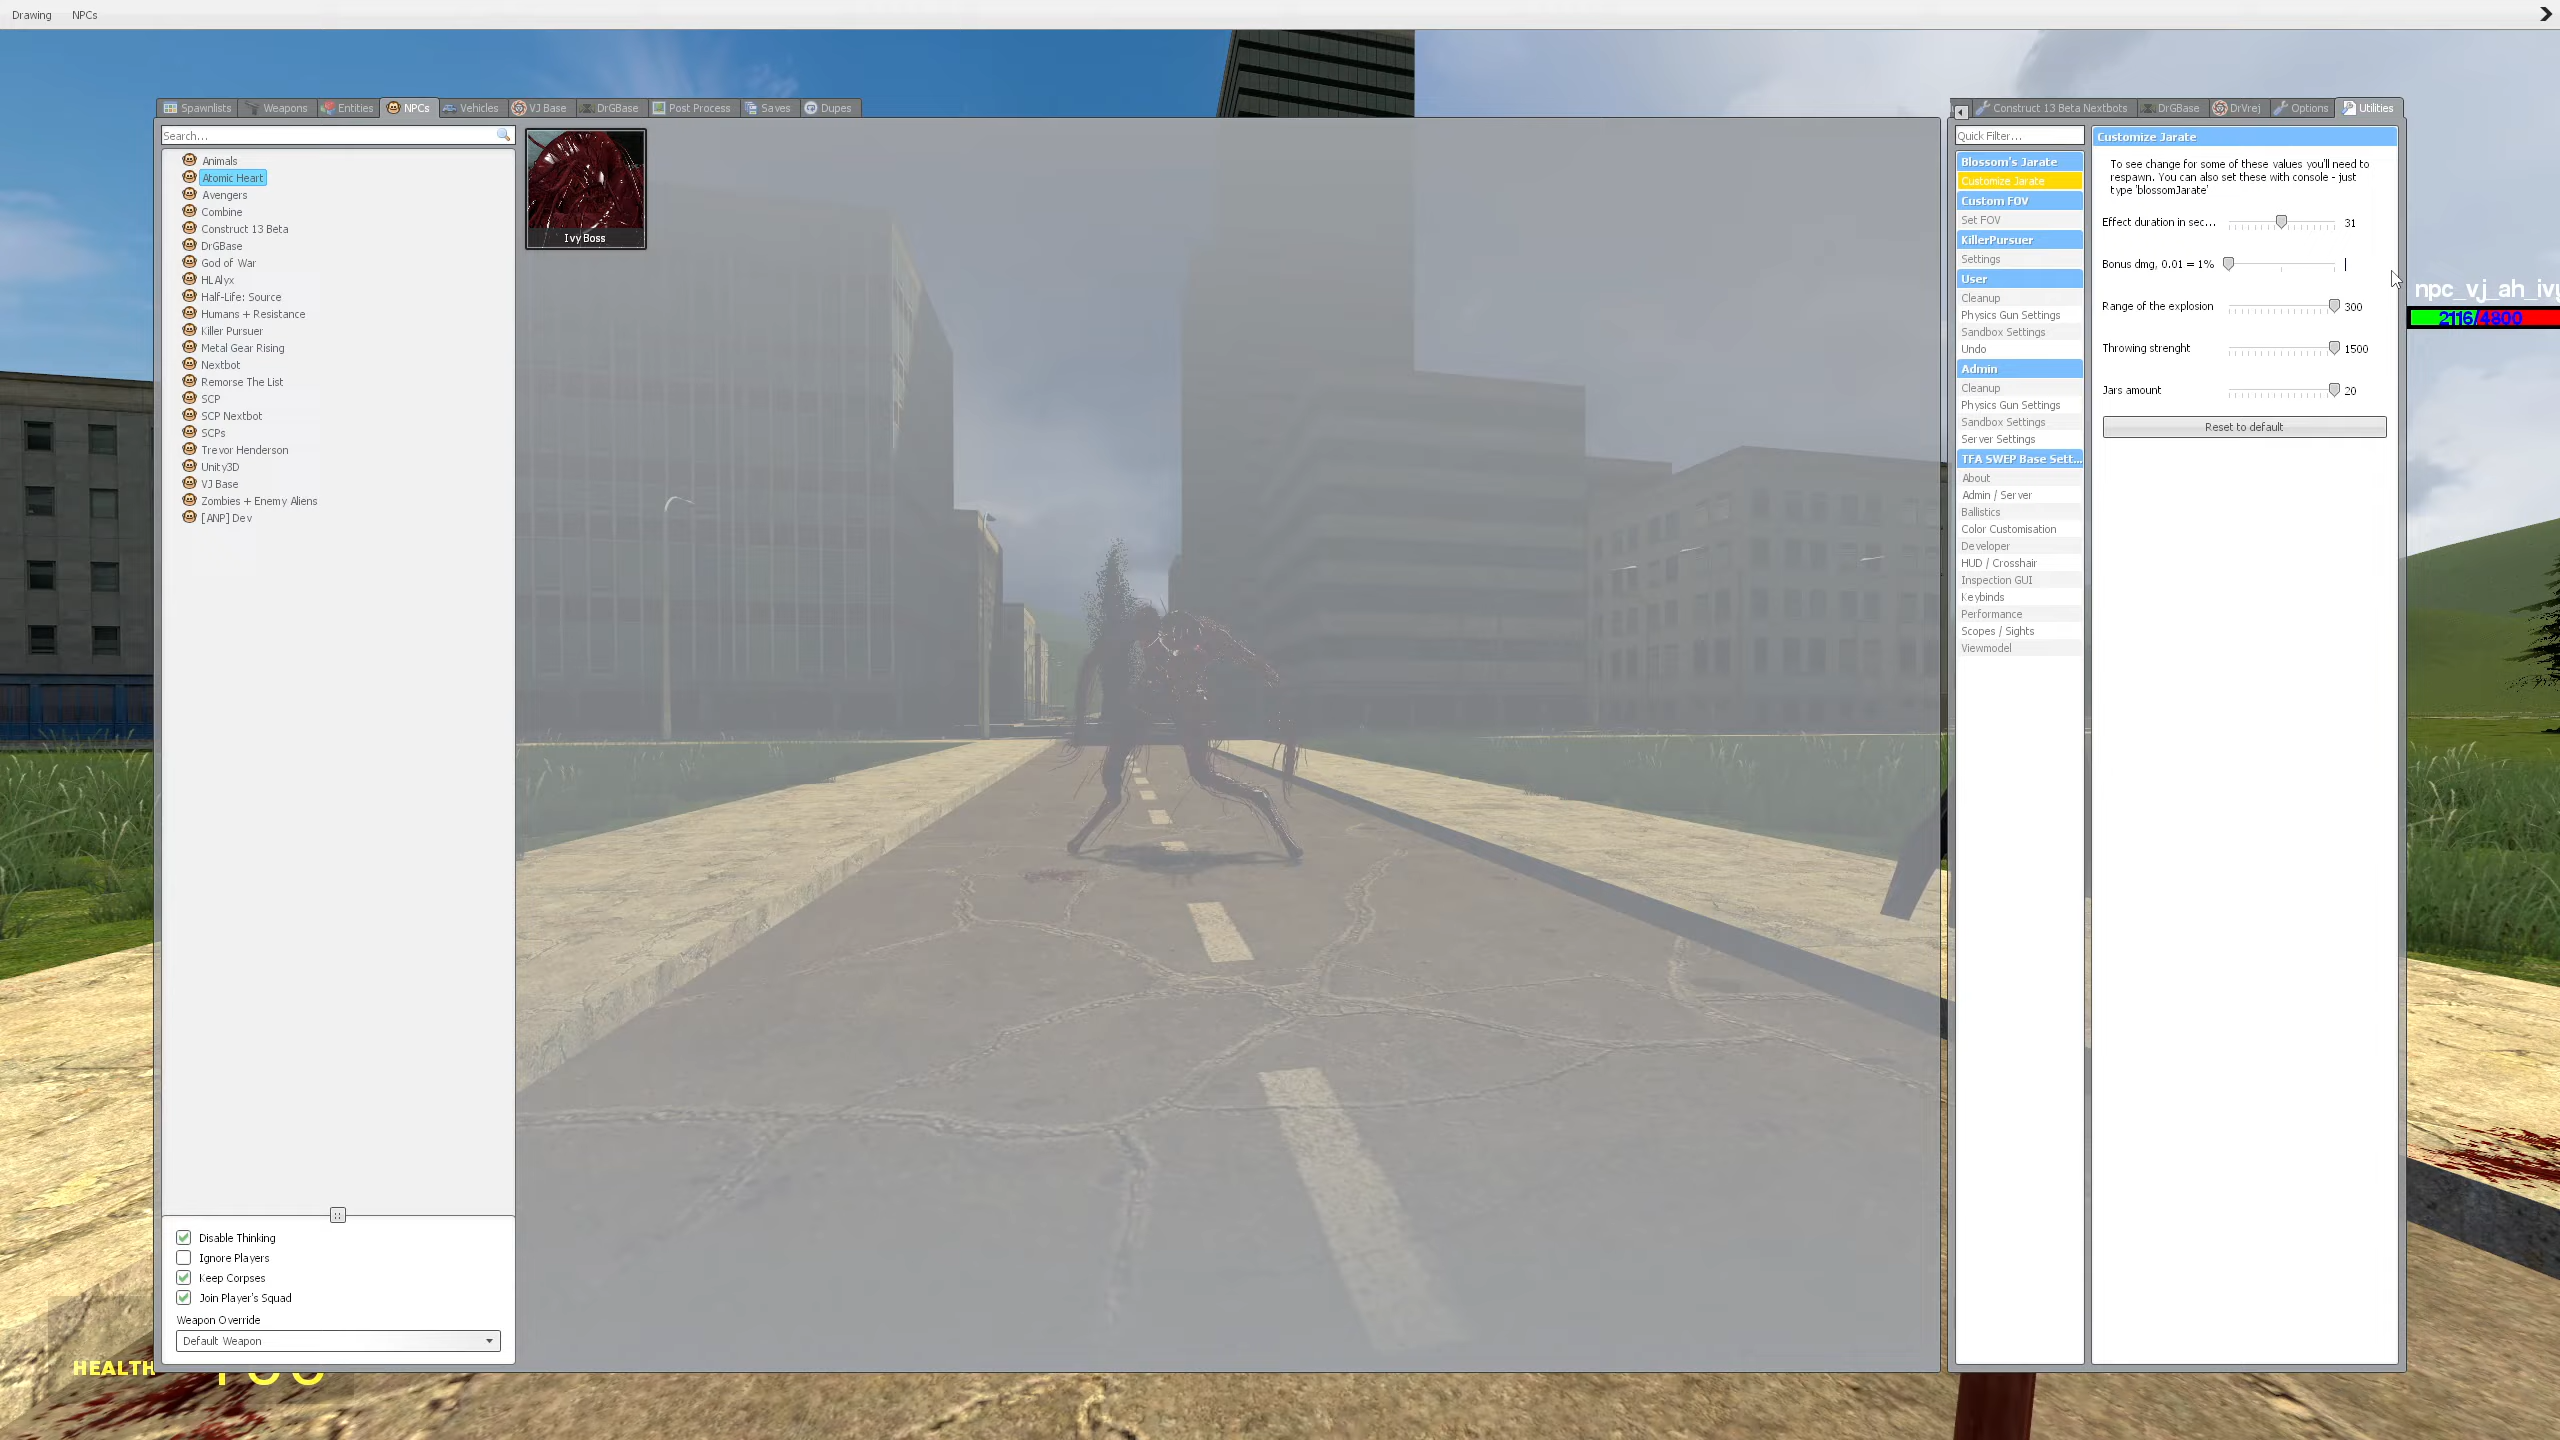 Drawing NPCs
Spawnlists Weapons Entities NPCs Vehicles VJ Base DrGBase Post Process Saves Dupes
Search...
Animals
Atomic Heart
Avengers
Combine
Construct 13 Beta
DrGBase
God of War
HLAlyx
Half-Life: Source
Humans + Resistance
Killer Pursuer
Metal Gear Rising
Nextbot
Remorse The List
SCP
SCP Nextbot
SCPs
Trevor Henderson
Unity3D
VJ Base
Zombies + Enemy Aliens
[ANP] Dev
Ivy Boss
Disable Thinking
Ignore Players
Keep Corpses
Join Player's Squad
Weapon Override
Default Weapon
HEALTH
Construct 13 Beta Nextbots DrGBase DrVrej Options Utilities
Quick Filter...
Blossom's Jarate
Customize Jarate
Custom FOV
Set FOV
KillerPursuer
Settings
User
Cleanup
Physics Gun Settings
Sandbox Settings
Undo
Admin
Cleanup
Physics Gun Settings
Sandbox Settings
Server Settings
TFA SWEP Base Sett...
About
Admin / Server
Ballistics
Color Customisation
Developer
HUD / Crosshair
Inspection GUI
Keybinds
Performance
Scopes / Sights
Viewmodel
Customize Jarate
To see change for some of these values you'll need to
respawn. You can also set these with console - just
type 'blossomJarate'
Effect duration in sec... 31
Bonus dmg, 0.01 = 1%
Range of the explosion 300
Throwing strenght 1500
Jars amount 20
Reset to default
npc_vj_ah_ivy
2116/4800